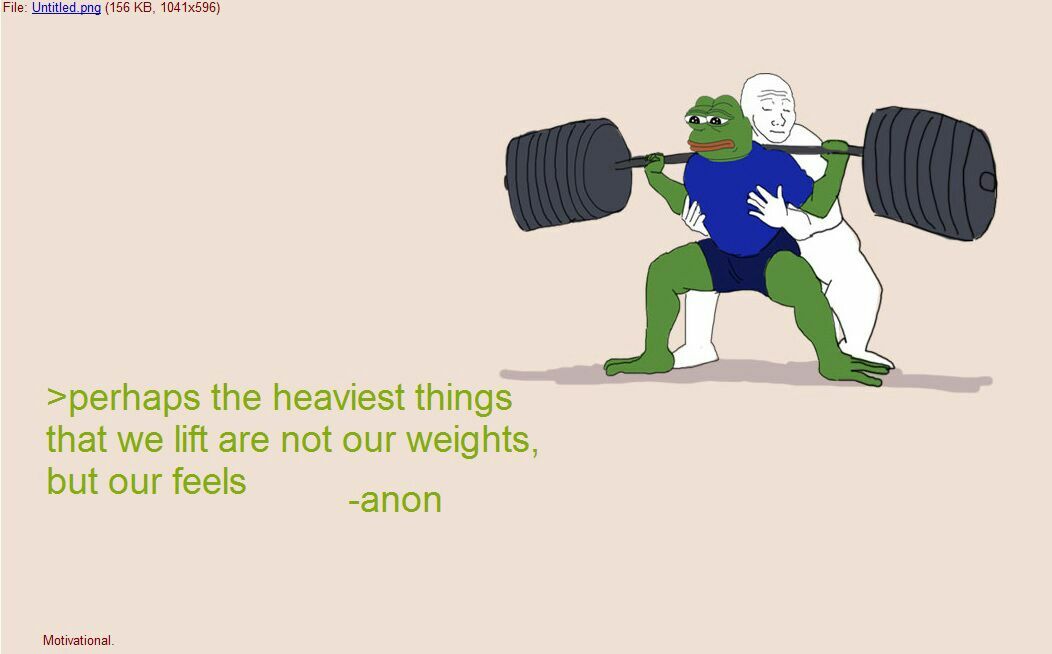 File: Untitled.png (156 KB, 1041x596)
>perhaps the heaviest things
that we lift are not our weights,
but our feels
-anon
Motivational.